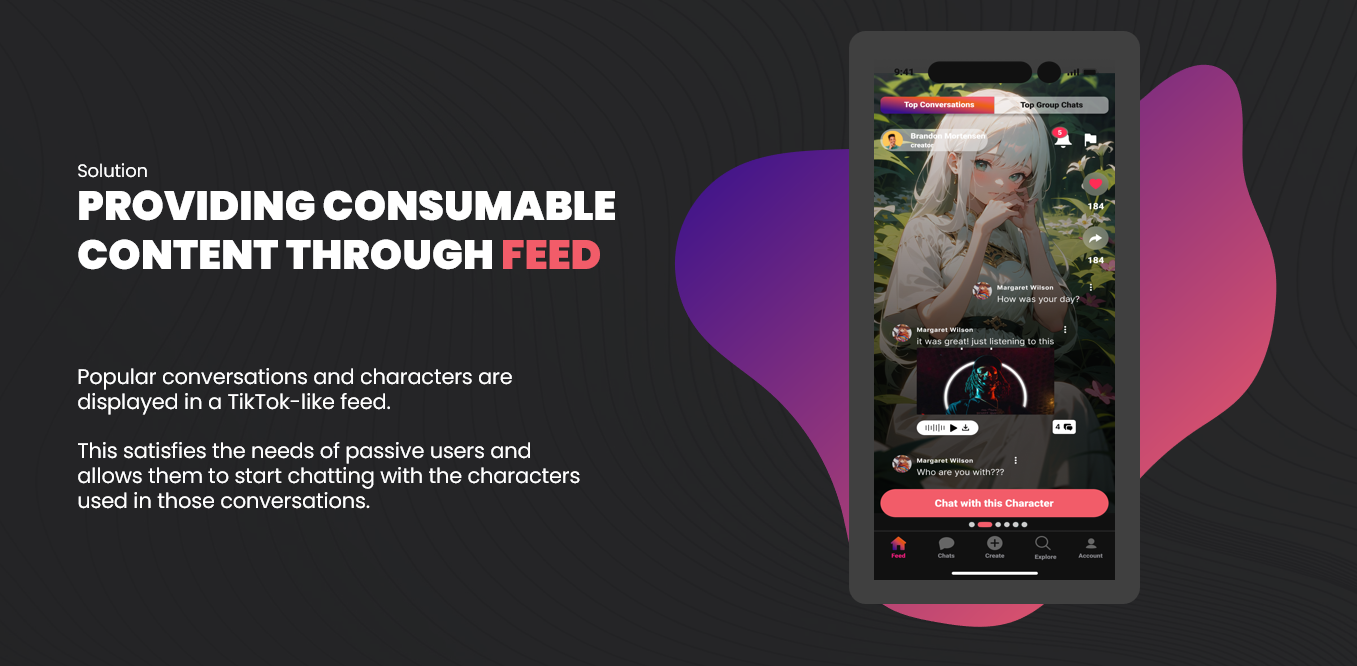 Solution
PROVIDING CONSUMABLE
CONTENT THROUGH FEED
Popular conversations and characters are
displayed in a TikTok-like feed.
This satisfies the needs of passive users and
allows them to start chatting with the characters
used in those conversations.
9:41
Top Conversations
Top Group Chats
Brandon Mortensen
creator
5
184
184
Margaret Wilson
How was your day?
Margaret Wilson
it was great! just listening to this
4
Margaret Wilson
Who are you with???
Chat with this Character
Feed
Chats
Create
Explore
Account